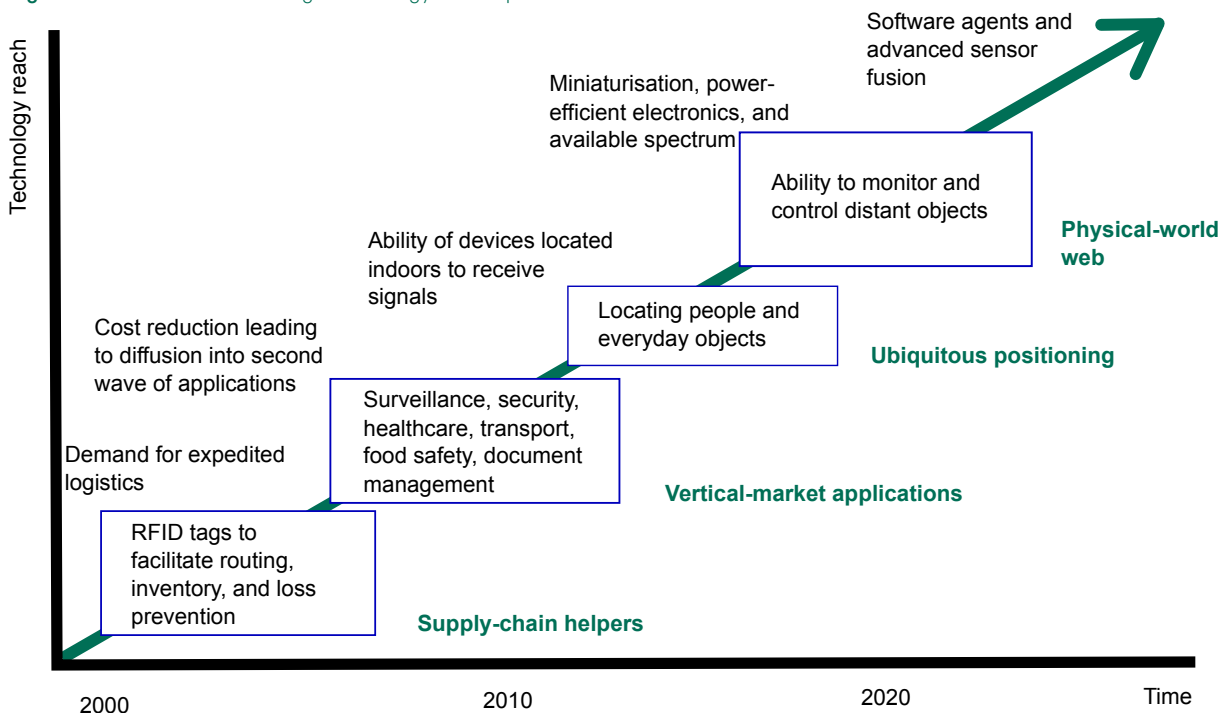 Technology reach
Software agents and
advanced sensor
fusion
Miniaturisation, power-
efficient electronics, and
available spectrum
Ability to monitor and
control distant objects
Physical-world
web
Ability of devices located
indoors to receive
signals
Locating people and
everyday objects
Ubiquitous positioning
Cost reduction leading
to diffusion into second
wave of applications
Surveillance, security,
healthcare, transport,
food safety, document
management
Vertical-market applications
Demand for expedited
logistics
RFID tags to
facilitate routing,
inventory, and loss
prevention
Supply-chain helpers
2000
2010
2020
Time